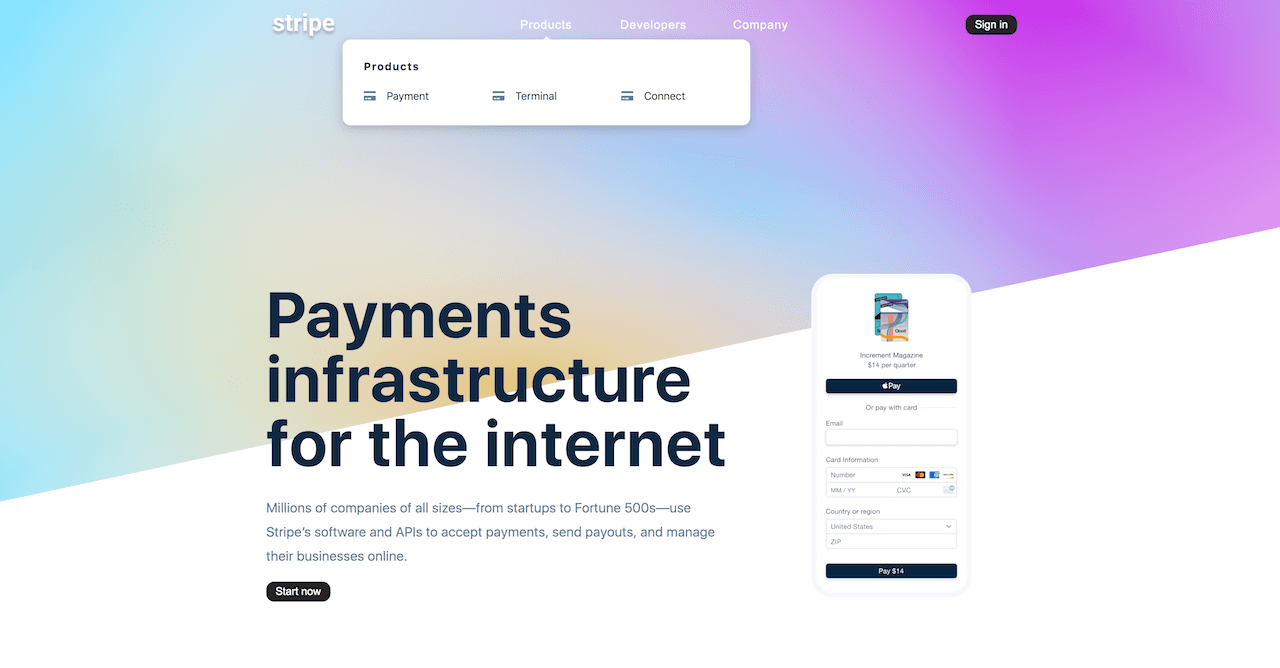 stripe
Products Developers Company
Sign in
Products
Payment Terminal Connect
Payments
infrastructure
for the internet
Millions of companies of all sizes—from startups to Fortune 500s—use
Stripe’s software and APIs to accept payments, send payouts, and manage
their businesses online.
Start now
Cloud
Increment Magazine
$14 per quarter
Pay
Or pay with card
Email
Card Information
Number VISA
MM / YY CVC
Country or region
United States
ZIP
Pay $14